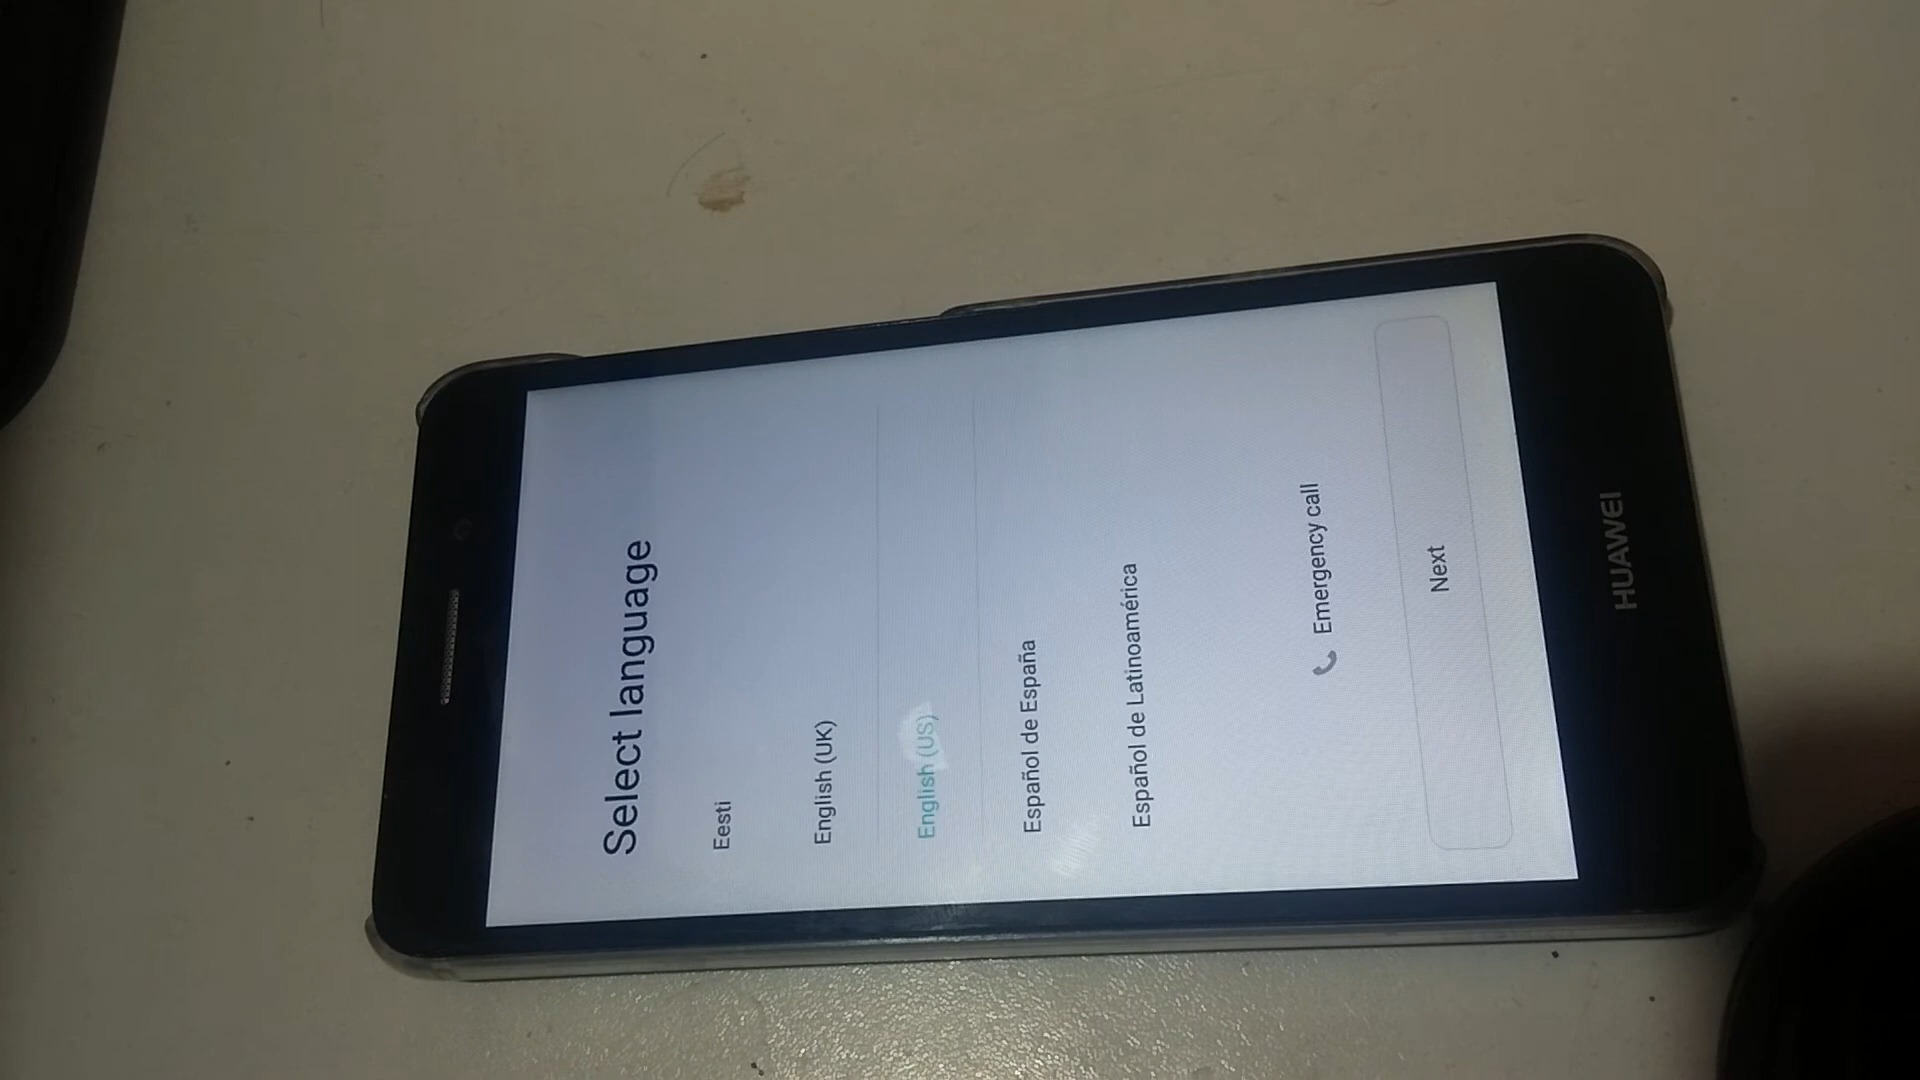 Select language
Eesti
English (UK)
English (US)
Español de España
Español de Latinoamérica
Emergency call
Next
HUAWEI